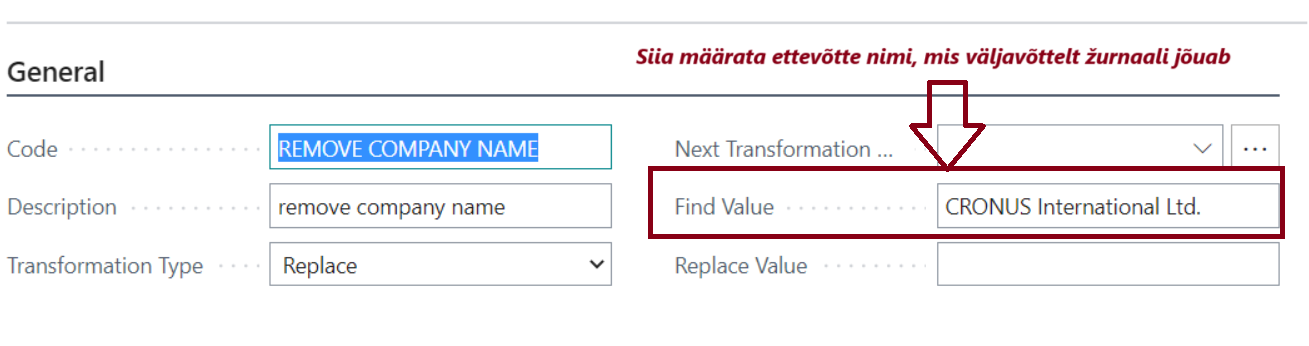 Siia määrata ettevõtte nimi, mis väljavõttelt žurnaali jõuab
General
Code REMOVE COMPANY NAME Next Transformation ...
Description remove company name Find Value CRONUS International Ltd.
Transformation Type Replace Replace Value